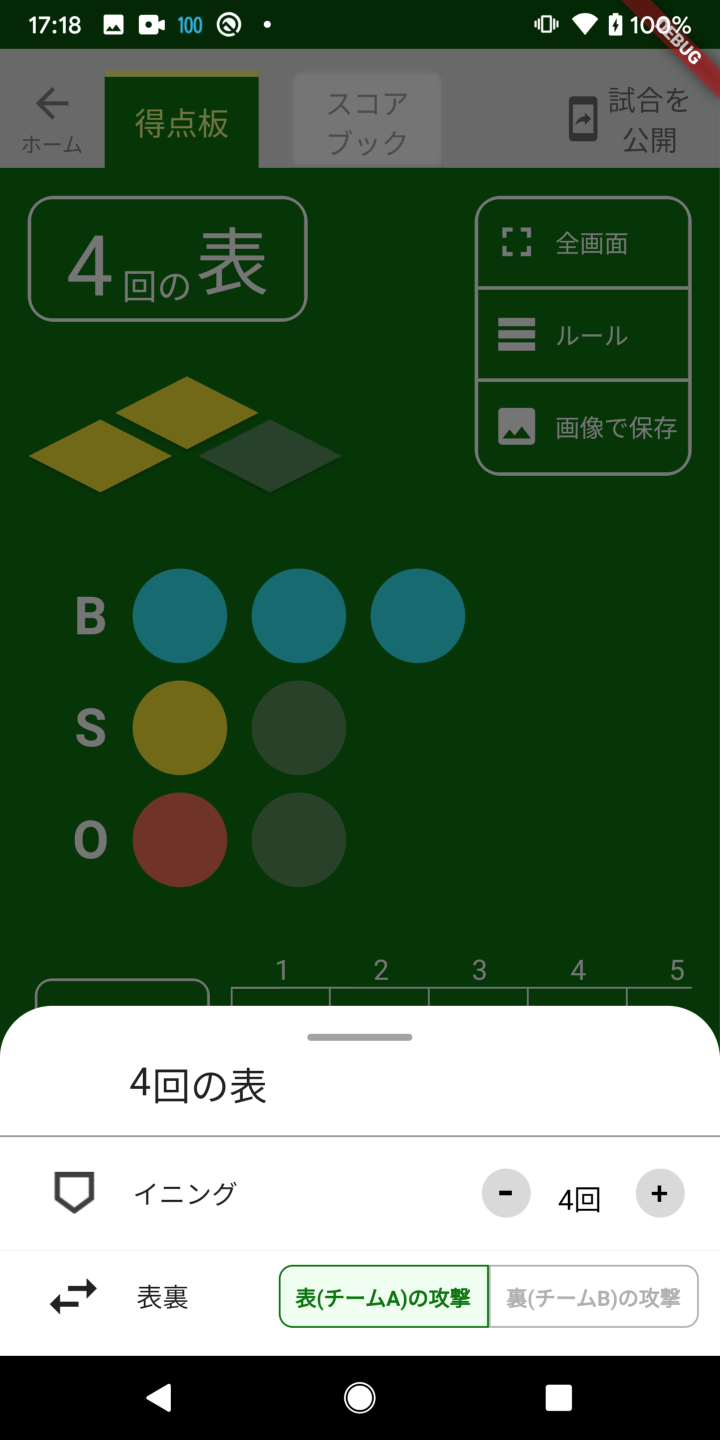 17:18 100 100%
DEBUG
ホーム
得点板
スコア
ブック
試合を
公開
4回の表
全画面
ルール
画像で保存
B
S
O
1 2 3 4 5
4回の表
イニング - 4回 +
表裏 表(チームA)の攻撃 裏(チームB)の攻撃